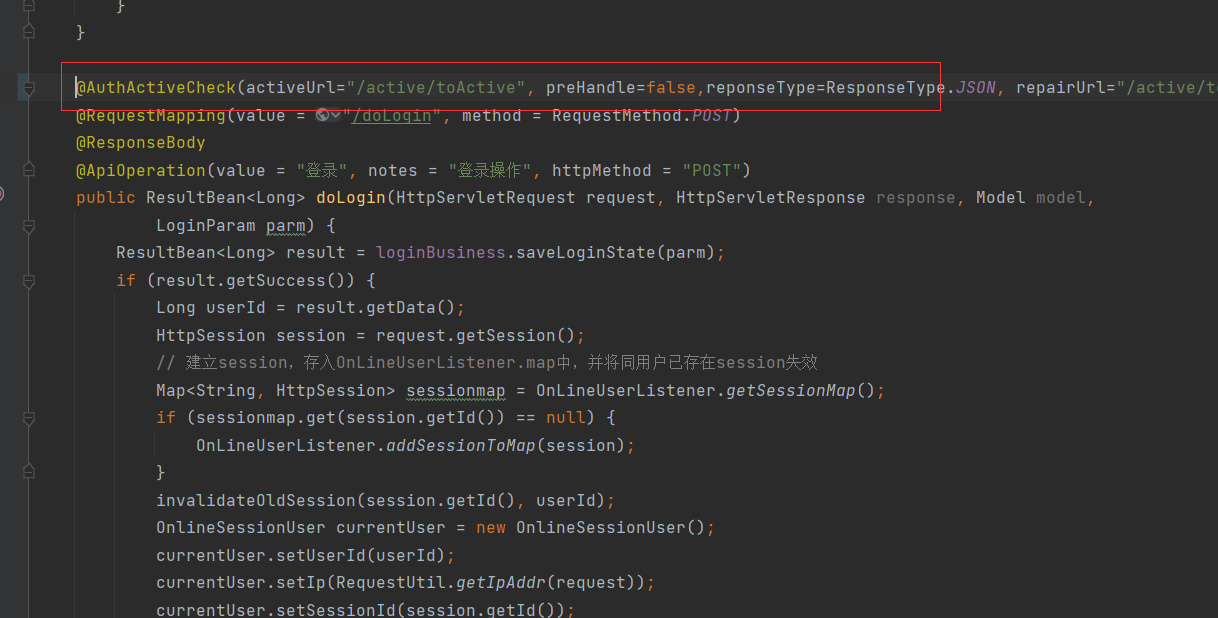 }
}
@AuthActiveCheck(activeUrl="/active/toActive", preHandle=false,reponseType=ResponseType.JSON, repairUrl="/active/t
@RequestMapping(value = "/doLogin", method = RequestMethod.POST)
@ResponseBody
@ApiOperation(value = "登录", notes = "登录操作", httpMethod = "POST")
public ResultBean<Long> doLogin(HttpServletRequest request, HttpServletResponse response, Model model,
LoginParam parm) {
ResultBean<Long> result = loginBusiness.saveLoginState(parm);
if (result.getSuccess()) {
Long userId = result.getData();
HttpSession session = request.getSession();
// 建立session，存入OnLineUserListener.map中，并将同用户已存在session失效
Map<String, HttpSession> sessionmap = OnLineUserListener.getSessionMap();
if (sessionmap.get(session.getId()) == null) {
OnLineUserListener.addSessionToMap(session);
}
invalidateOldSession(session.getId(), userId);
OnlineSessionUser currentUser = new OnlineSessionUser();
currentUser.setUserId(userId);
currentUser.setIp(RequestUtil.getIpAddr(request));
currentUser.setSessionId(session.getId());